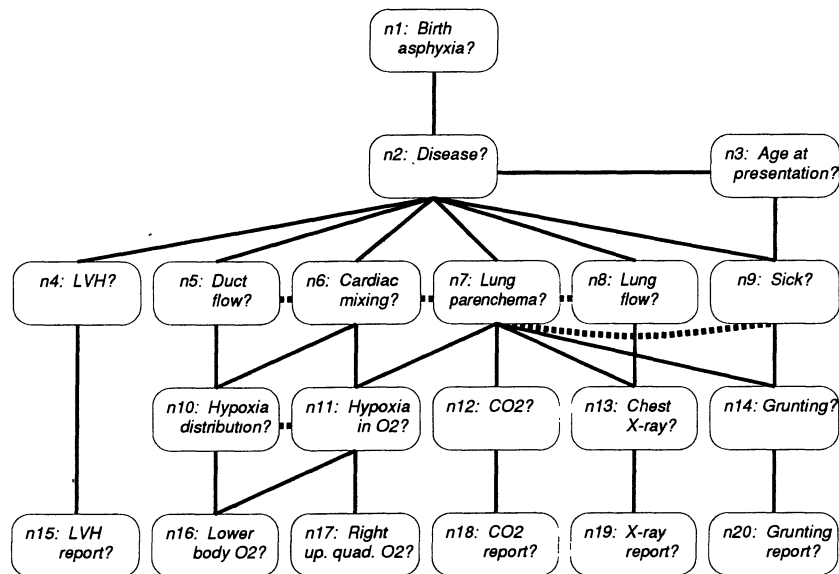 n1: Birth
asphyxia?
n2: Disease?
n3: Age at
presentation?
n4: LVH?
n5: Duct
flow?
n6: Cardiac
mixing?
n7: Lung
parenchema?
n8: Lung
flow?
n9: Sick?
n10: Hypoxia
distribution?
n11: Hypoxia
in O2?
n12: CO2?
n13: Chest
X-ray?
n14: Grunting?
n15: LVH
report?
n16: Lower
body O2?
n17: Right
up. quad. O2?
n18: CO2
report?
n19: X-ray
report?
n20: Grunting
report?